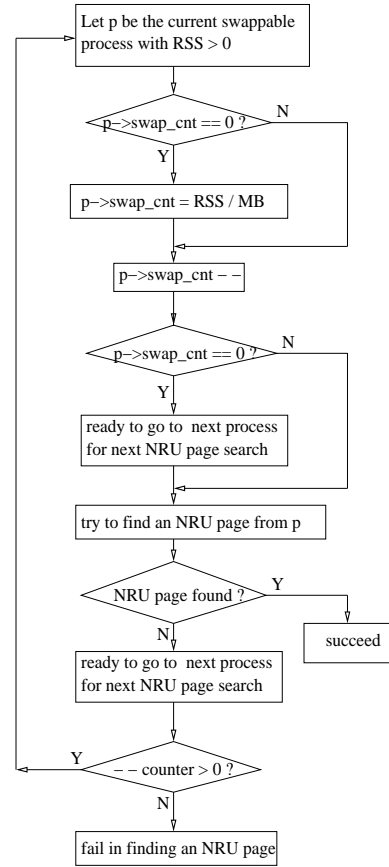 Let p be the current swappable
process with RSS > 0
p−>swap_cnt == 0 ?
N
Y
p−>swap_cnt = RSS / MB
p−>swap_cnt − −
p−>swap_cnt == 0 ?
N
Y
ready to go to next process
for next NRU page search
try to find an NRU page from p
NRU page found ?
Y
N
succeed
ready to go to next process
for next NRU page search
Y
− − counter > 0 ?
N
fail in finding an NRU page